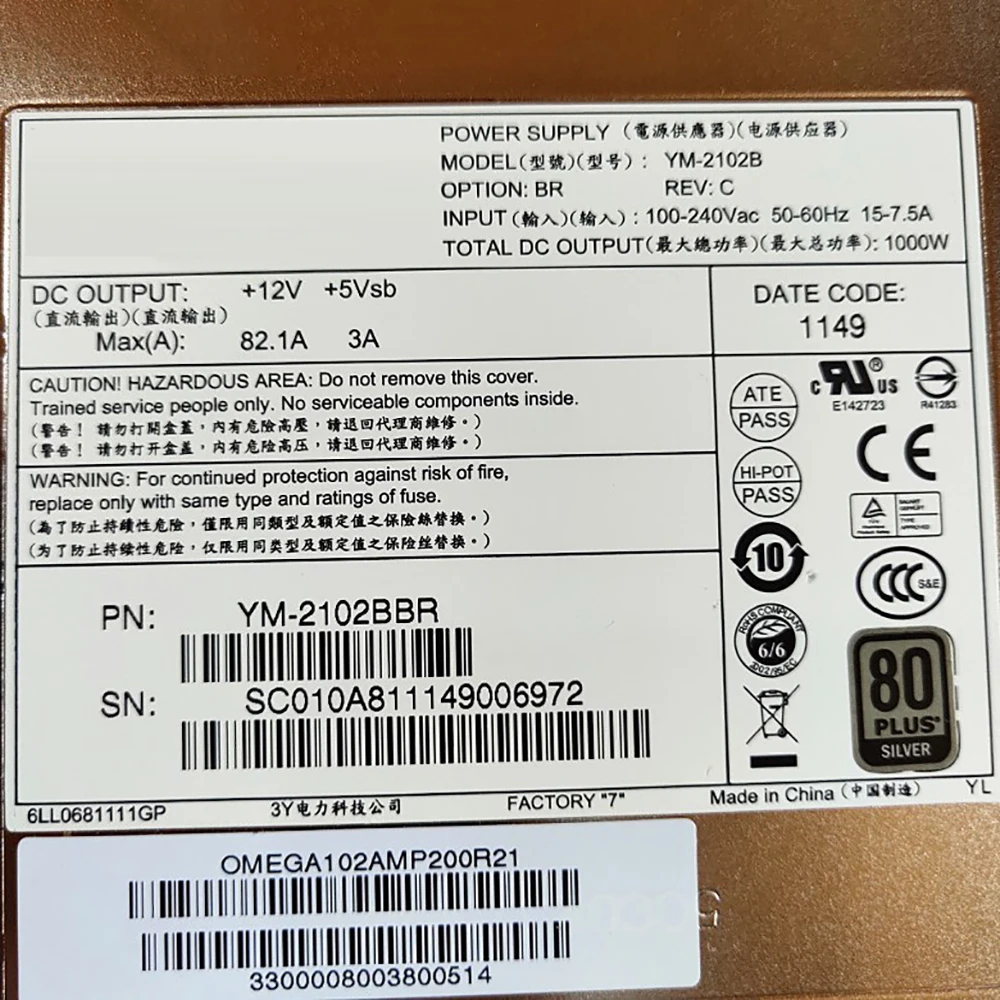 POWER SUPPLY (電源供應器)(电源供应器)
MODEL(型號)(型号): YM-2102B
OPTION: BR REV: C
INPUT(輸入)(输入): 100-240Vac 50-60Hz 15-7.5A
TOTAL DC OUTPUT(最大總功率)(最大总功率): 1000W
DC OUTPUT: +12V +5Vsb
(直流輸出)(直流输出)
Max(A): 82.1A 3A
DATE CODE:
1149
CAUTION! HAZARDOUS AREA: Do not remove this cover.
Trained service people only. No serviceable components inside.
(警告! 請勿打開盒蓋,內有危險高壓,請退回代理商維修。)
(警告! 请勿打开盒盖,内有危险高压,请退回代理商维修。)
WARNING: For continued protection against risk of fire,
replace only with same type and ratings of fuse.
(為了防止持續性危險,僅限用同類型及額定值之保險絲替換。)
(为了防止持续性危险,仅限用同类型及额定值之保险丝替换。)
ATE
PASS
c RU US
®
E142723
R41283
HI-POT
PASS
CE
10
CCC S&E
RoHS COMPLIANT
6/6
2002/95/EC
80
PLUS®
SILVER
PN: YM-2102BBR
SN: SC010A811149006972
6LL0681111GP 3Y电力科技公司 FACTORY "7" Made in China (中国制造) YL
OMEGA102AMP200R21
3300008003800514